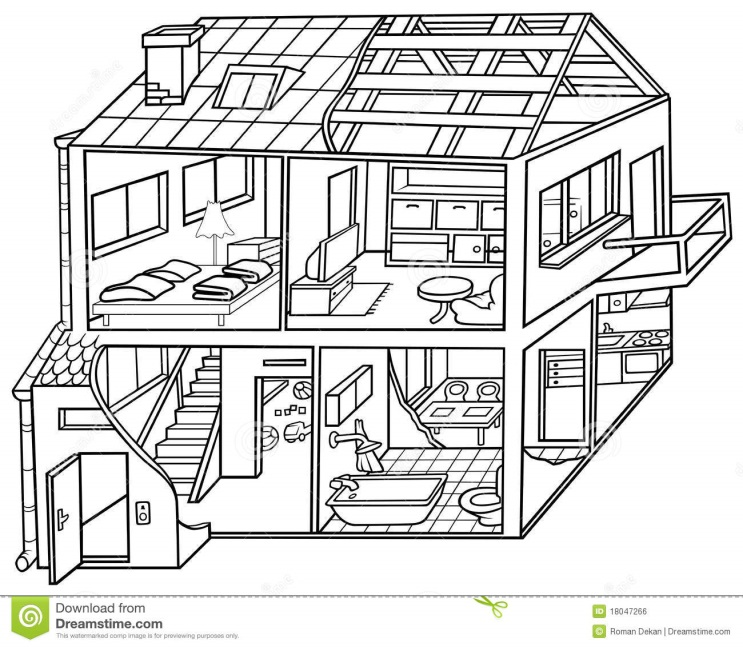 Download from
Dreamstime.com
This watermarked comp image is for previewing purposes only.
ID 18047266
© Roman Dekan | Dreamstime.com